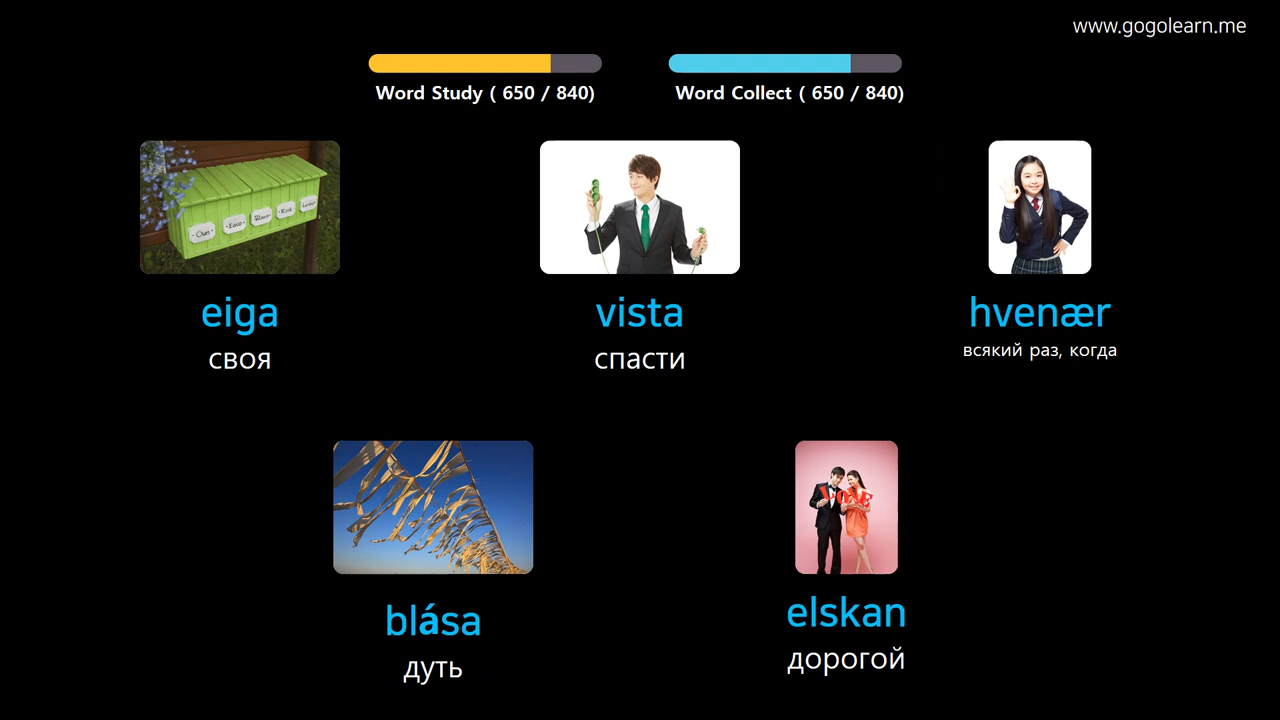 www.gogolearn.me
Word Study ( 650 / 840)
Word Collect ( 650 / 840)
eiga
своя
vista
спасти
hvenær
всякий раз, когда
blása
дуть
elskan
дорогой